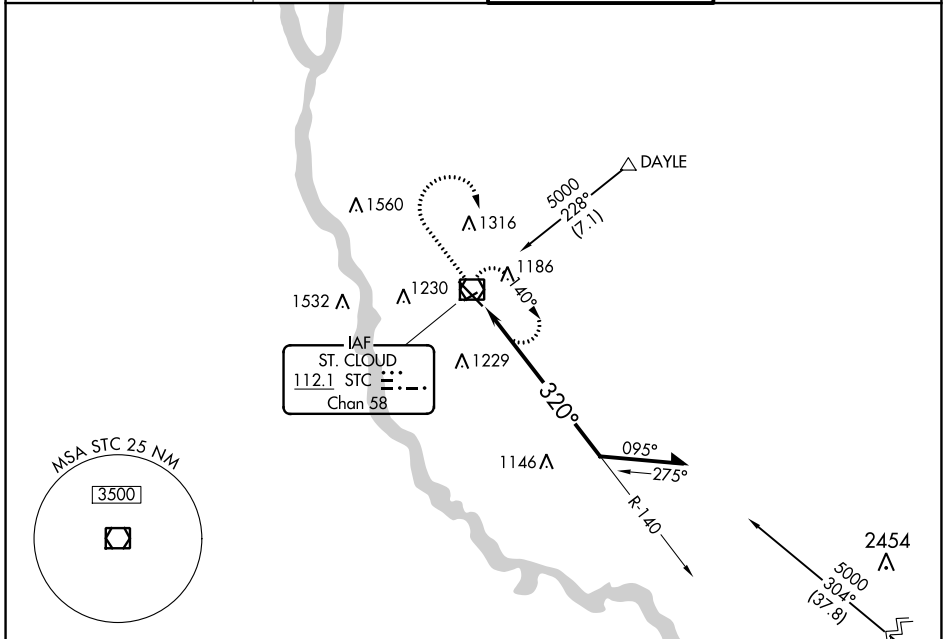 DAYLE
5000
228°
(7.1)
1560
1316
1186
140°
1230
1532
IAF
ST. CLOUD
112.1 STC
Chan 58
1229
320°
095°
275°
1146
R-140
MSA STC 25 NM
3500
2454
5000
304°
(37.8)